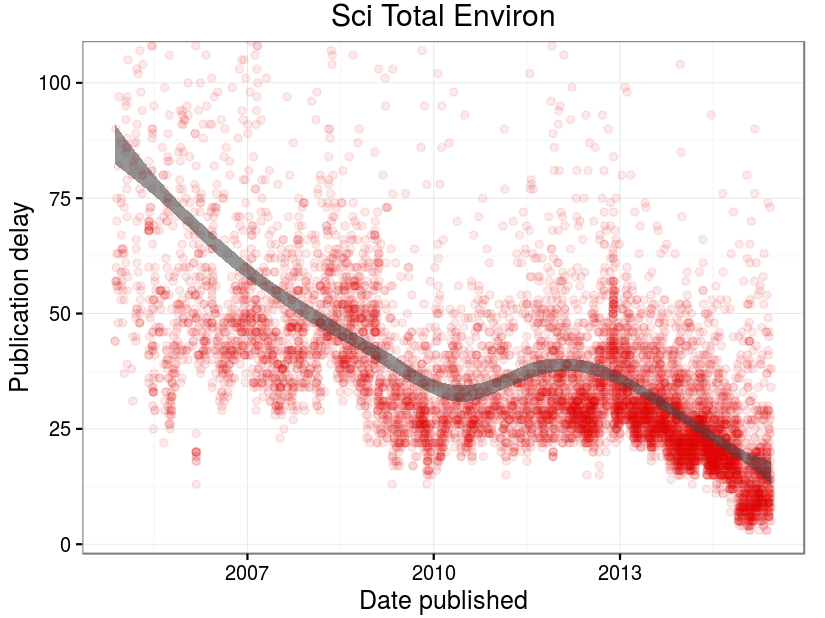 Sci Total Environ
Publication delay
100
75
50
25
0
2007 2010 2013
Date published